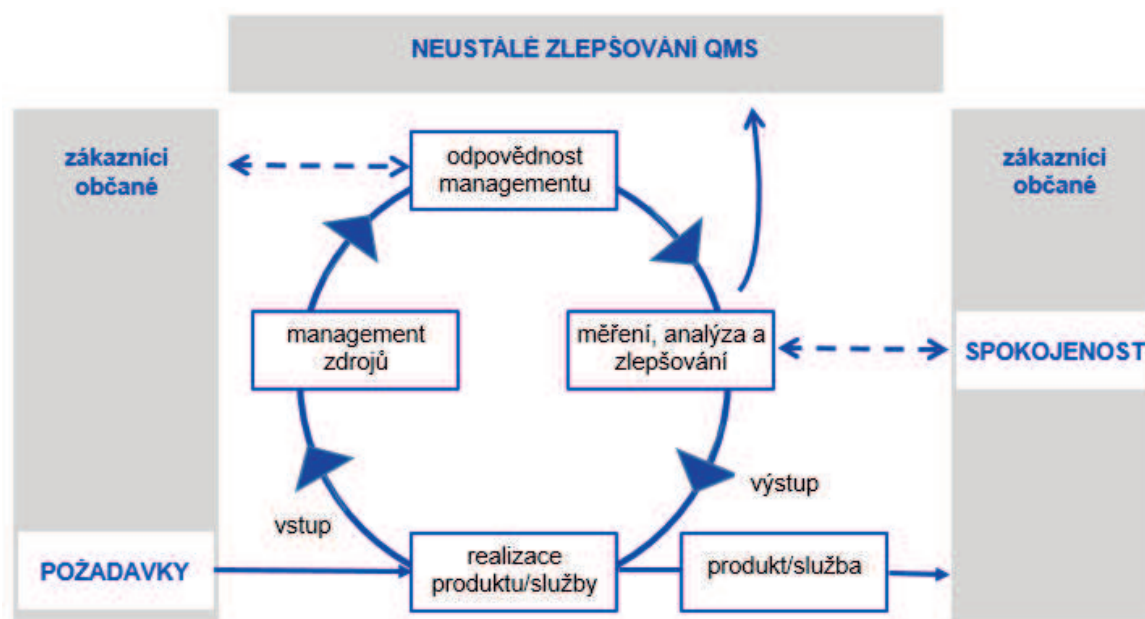 NEUSTÁLÉ ZLEPŠOVÁNÍ QMS
zákazníci
občané
odpovědnost
managementu
zákazníci
občané
management
zdrojů
měření, analýza a
zlepšování
SPOKOJENOST
vstup
výstup
POŽADAVKY
realizace
produktu/služby
produkt/služba